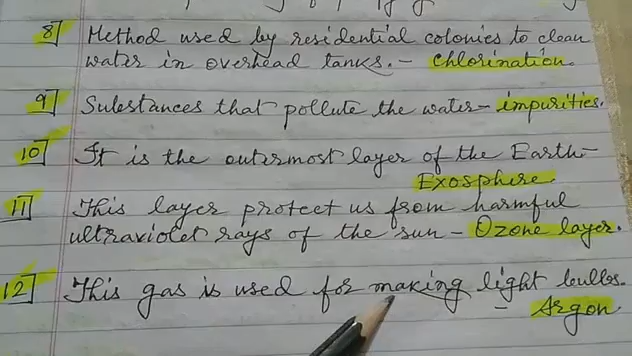 8] Method used by residential colonies to clean
water in overhead tanks. - Chlorination.
9] Substances that pollute the water - impurities.
10] It is the outermost layer of the Earth -
Exosphere.
11] This layer protect us from harmful
ultraviolet rays of the sun - Ozone layer.
12] This gas is used for making light bulbs.
- Argon